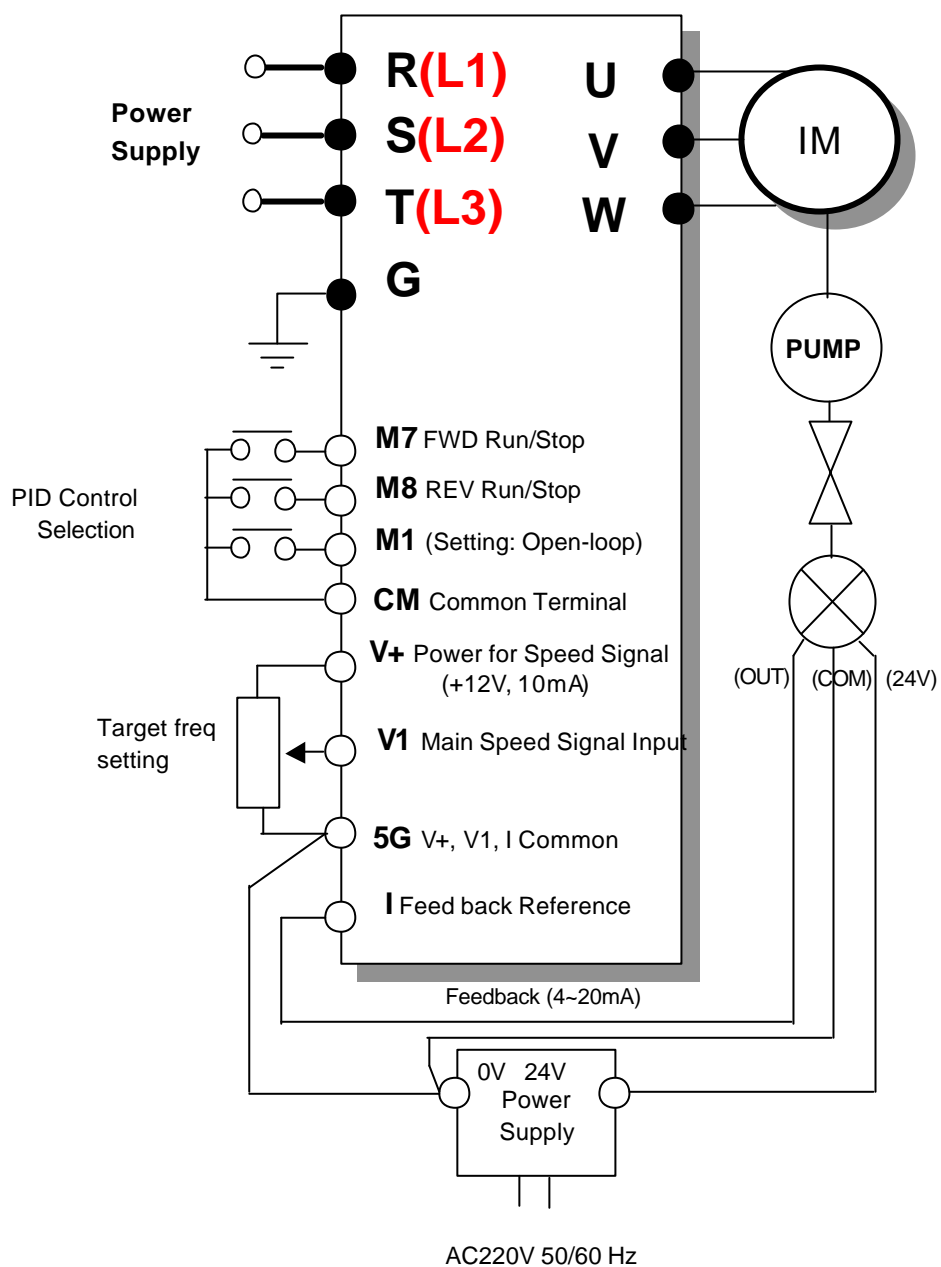 R(L1)
S(L2)
T(L3)
G
Power
Supply
U
V
W
IM
PUMP
M7 FWD Run/Stop
M8 REV Run/Stop
M1 (Setting: Open-loop)
CM Common Terminal
PID Control
Selection
V+ Power for Speed Signal
(+12V, 10mA)
V1 Main Speed Signal Input
Target freq
setting
5G V+, V1, I Common
I Feed back Reference
(OUT) (COM) (24V)
Feedback (4~20mA)
0V 24V
Power
Supply
AC220V 50/60 Hz